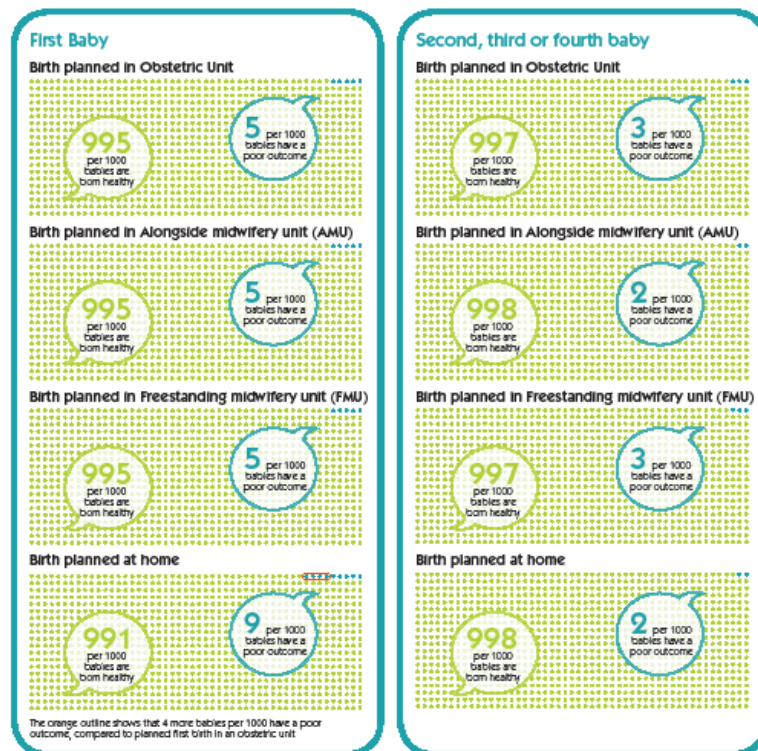 First Baby
Birth planned in Obstetric Unit
995
per 1000
babies are
born healthy
5 per 1000
babies have a
poor outcome
Birth planned in Alongside midwifery unit (AMU)
995
per 1000
babies are
born healthy
5 per 1000
babies have a
poor outcome
Birth planned in Freestanding midwifery unit (FMU)
995
per 1000
babies are
born healthy
5 per 1000
babies have a
poor outcome
Birth planned at home
991
per 1000
babies are
born healthy
9 per 1000
babies have a
poor outcome
The orange outline shows that 4 more babies per 1000 have a poor
outcome, compared to planned first birth in an obstetric unit
Second, third or fourth baby
Birth planned in Obstetric Unit
997
per 1000
babies are
born healthy
3 per 1000
babies have a
poor outcome
Birth planned in Alongside midwifery unit (AMU)
998
per 1000
babies are
born healthy
2 per 1000
babies have a
poor outcome
Birth planned in Freestanding midwifery unit (FMU)
997
per 1000
babies are
born healthy
3 per 1000
babies have a
poor outcome
Birth planned at home
998
per 1000
babies are
born healthy
2 per 1000
babies have a
poor outcome